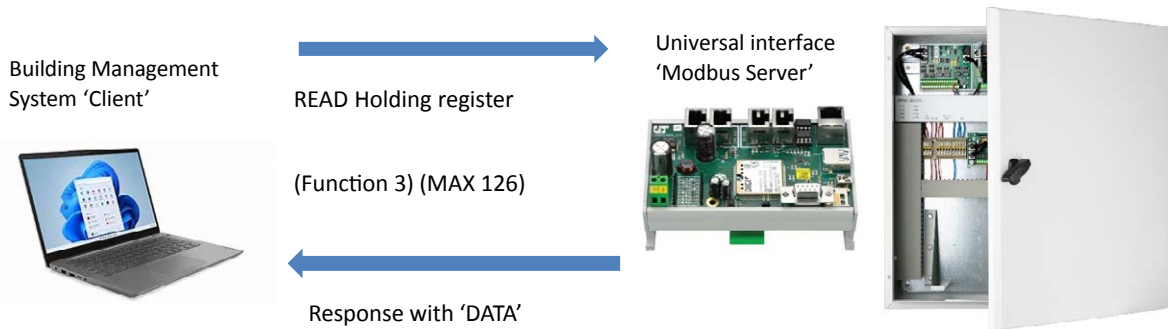 Building Management
System ‘Client’
READ Holding register
(Function 3) (MAX 126)
Response with ‘DATA’
Universal interface
‘Modbus Server’